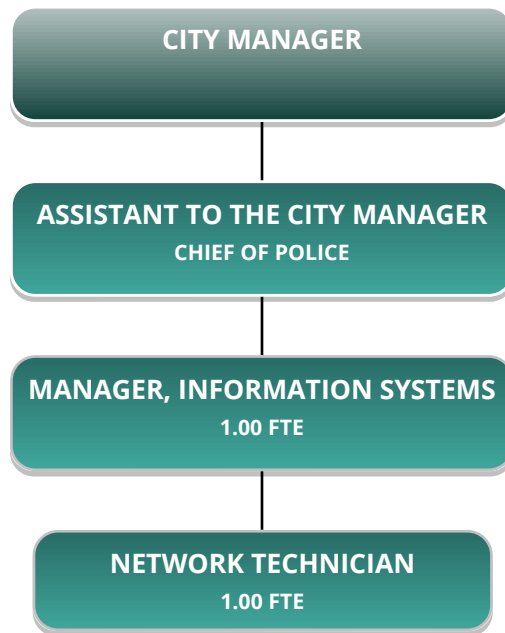 CITY MANAGER
ASSISTANT TO THE CITY MANAGER
CHIEF OF POLICE
MANAGER, INFORMATION SYSTEMS
1.00 FTE
NETWORK TECHNICIAN
1.00 FTE